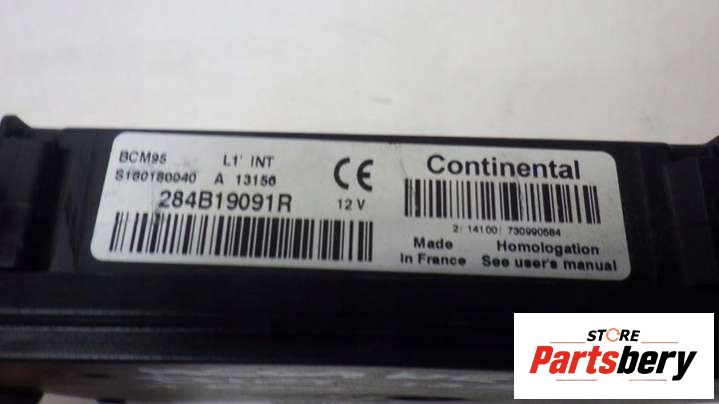 BCM95 L1' INT
S180180040 A 13156
284B19091R 12 V
CE
Continental
2/ 14100/ 730990584
Made Homologation
In France See user's manual
STORE
Partsbery